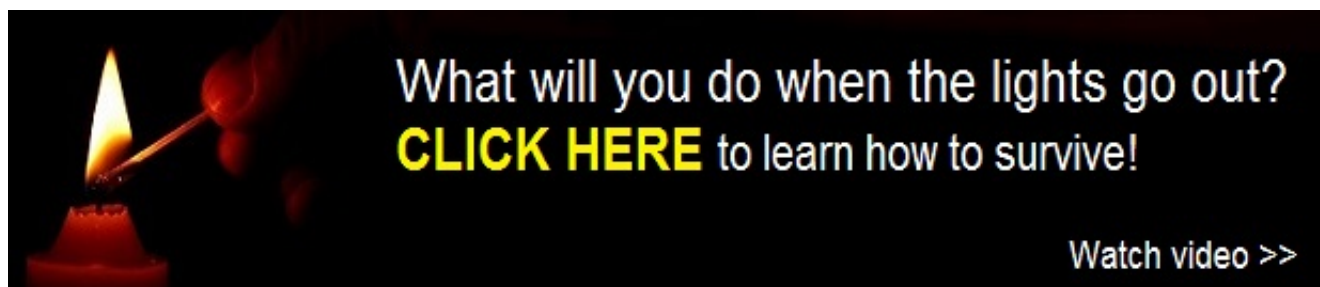 What will you do when the lights go out?
CLICK HERE to learn how to survive!
Watch video >>